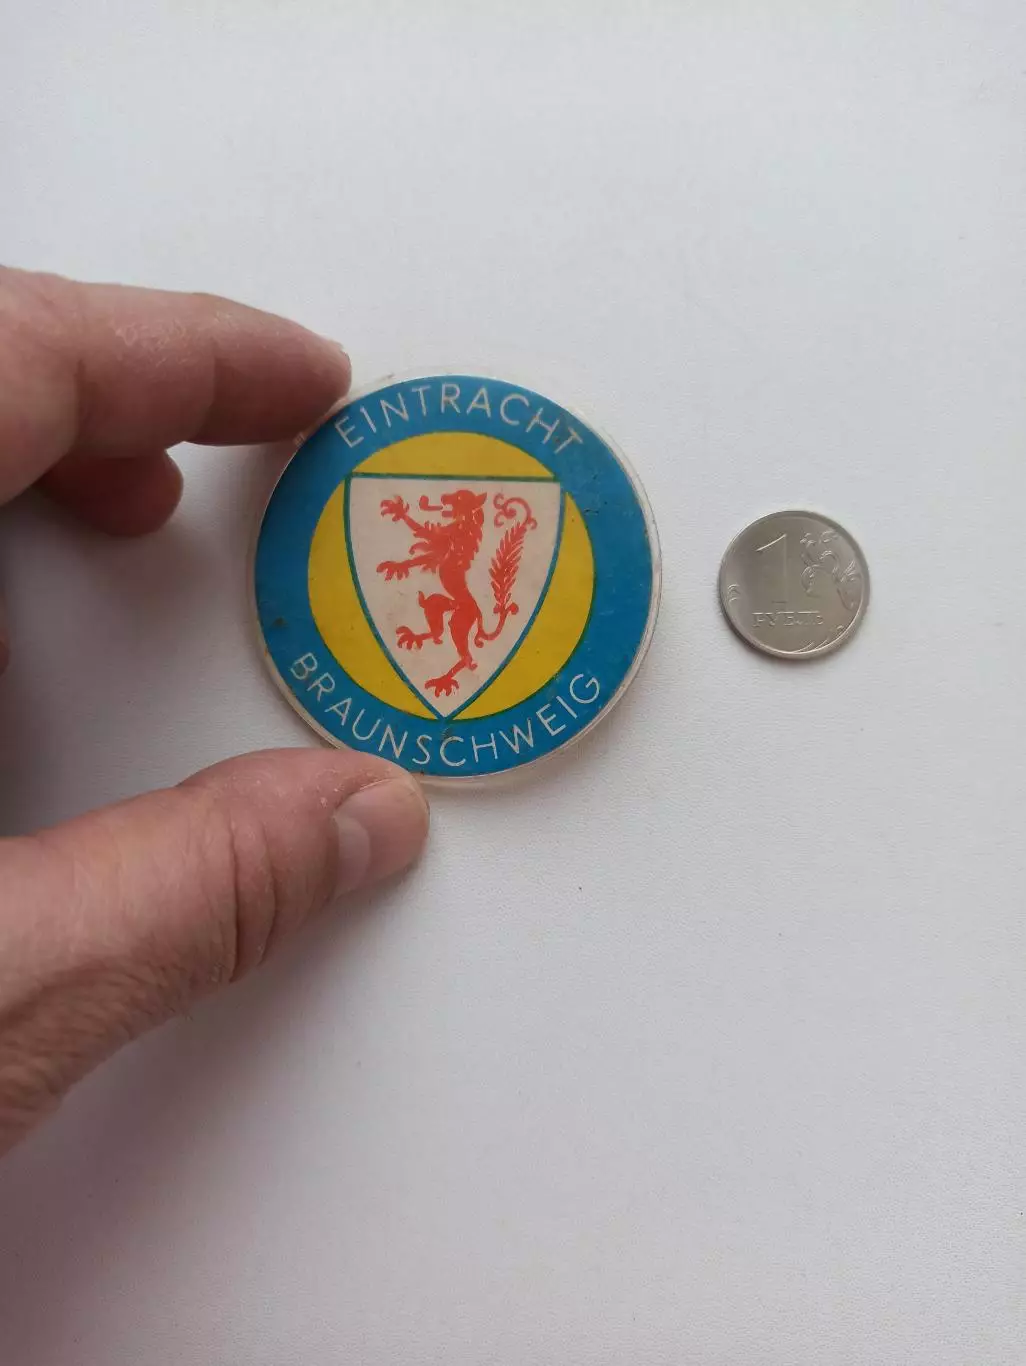 EINTRACHT
BRAUNSCHWEIG
1
РУБЛЬ